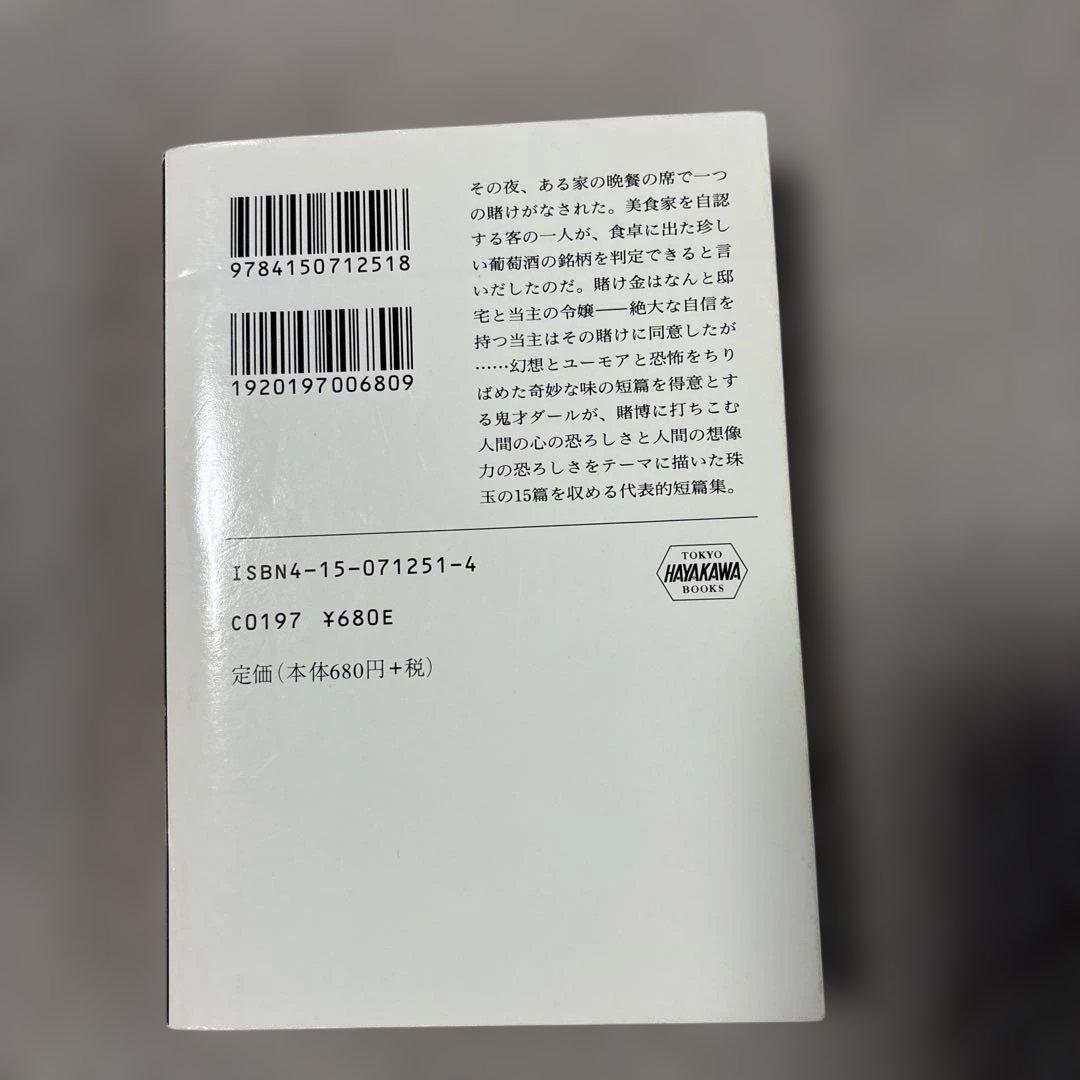 9784150712518
1920197006809
その夜、ある家の晩餐の席で一つ
の賭けがなされた。美食家を自認
する客の一人が、食卓に出た珍し
い葡萄酒の銘柄を判定できると言
いだしたのだ。賭け金はなんと邸
宅と当主の令嬢――絶大な自信を
持つ当主はその賭けに同意したが
……幻想とユーモアと恐怖をちり
ばめた奇妙な味の短篇を得意とす
る鬼才ダールが、賭博に打ちこむ
人間の心の恐ろしさと人間の想像
力の恐ろしさをテーマに描いた珠
玉の15篇を収める代表的短篇集。
ISBN4-15-071251-4
C0197 ¥680E
定価(本体680円+税)
TOKYO
HAYAKAWA
BOOKS